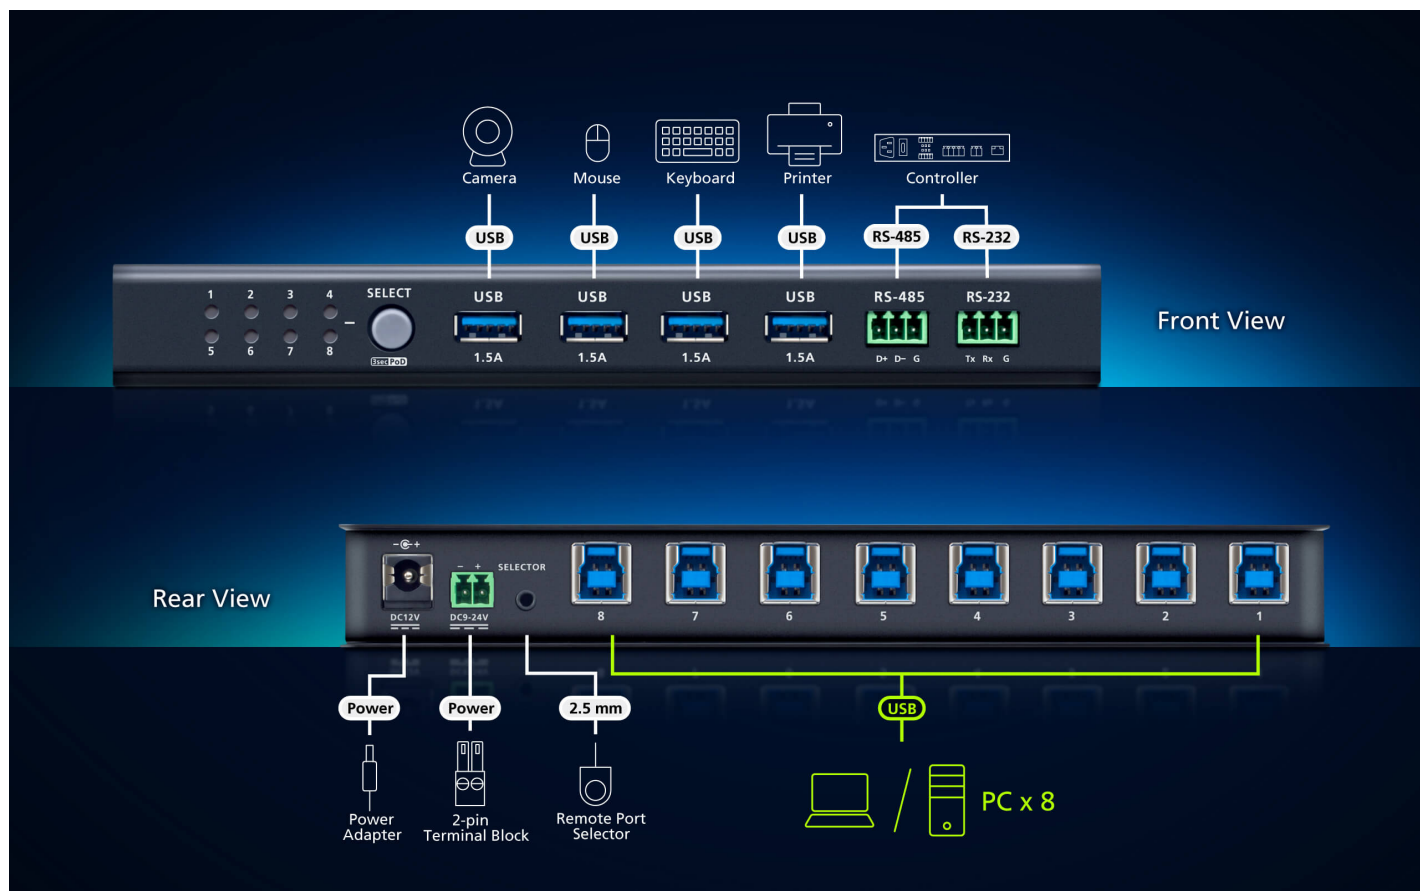 Camera
Mouse
Keyboard
Printer
Controller
USB
USB
USB
USB
RS-485
RS-232
1 2 3 4
SELECT
USB
USB
USB
USB
RS-485
RS-232
5 6 7 8
3sec PoD
1.5A
1.5A
1.5A
1.5A
D+ D- G
Tx Rx G
Front View
Rear View
- +
- +
SELECTOR
DC12V
DC9-24V
8 7 6 5 4 3 2 1
Power
Power
2.5 mm
USB
Power
Adapter
2-pin
Terminal Block
Remote Port
Selector
PC x 8